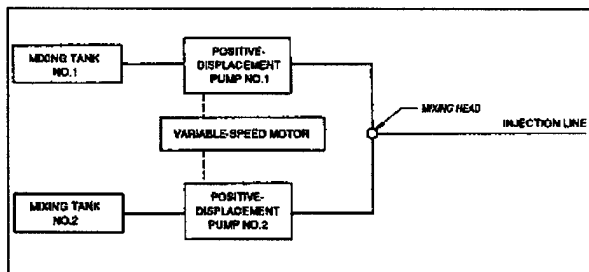 MIXING TANK
NO.1
POSITIVE-
DISPLACEMENT
PUMP NO.1
MIXING HEAD
INJECTION LINE
VARIABLE-SPEED MOTOR
MIXING TANK
NO.2
POSITIVE-
DISPLACEMENT
PUMP NO.2